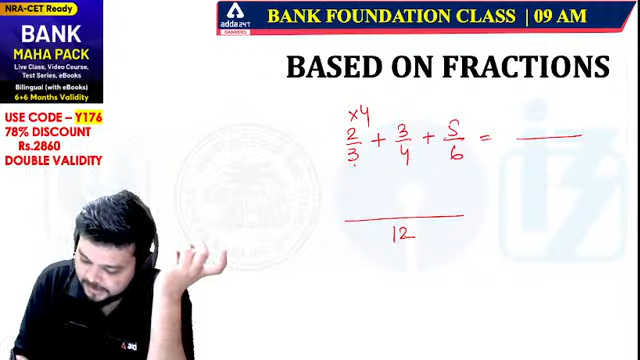 NRA-CET Ready
BANK
MAHA PACK
Live Class, Video Course,
Test Series, eBooks
Bilingual (with eBooks)
6+6 Months Validity
USE CODE – Y176
78% DISCOUNT
Rs.2860
DOUBLE VALIDITY
adda247
BANKERS
BANK FOUNDATION CLASS | 09 AM
BASED ON FRACTIONS
×4
2/3 + 3/4 + 5/6 = ___
12